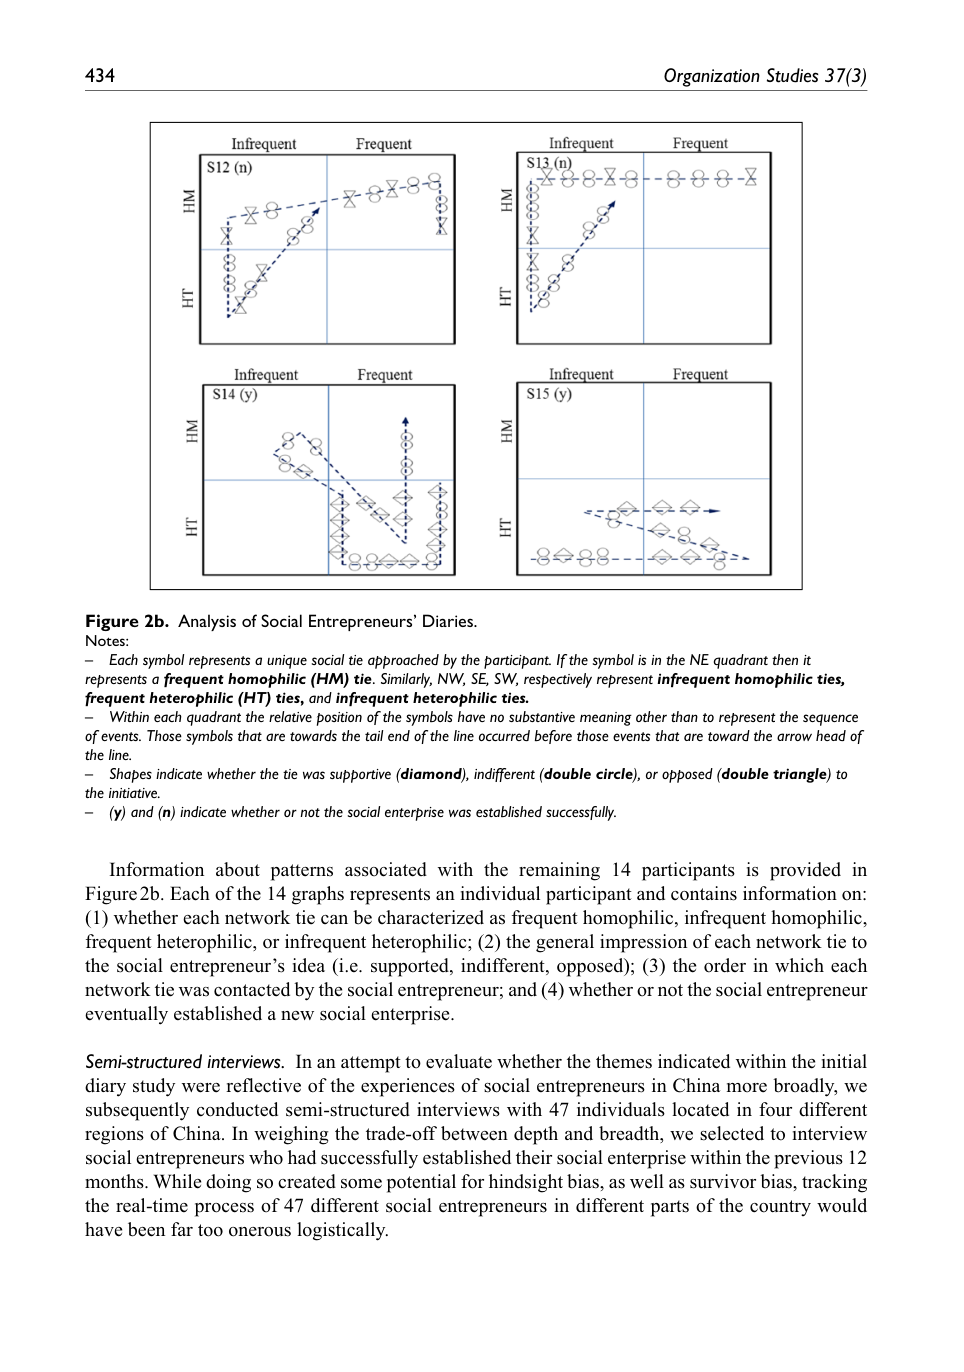 434
Organization Studies 37(3)
Infrequent Frequent
S12 (n)
HM
HT
Infrequent Frequent
S13 (n)
HM
HT
Infrequent Frequent
S14 (y)
HM
HT
Infrequent Frequent
S15 (y)
HM
HT
Figure 2b. Analysis of Social Entrepreneurs’ Diaries.
Notes:
– Each symbol represents a unique social tie approached by the participant. If the symbol is in the NE quadrant then it
represents a frequent homophilic (HM) tie. Similarly, NW, SE, SW, respectively represent infrequent homophilic ties,
frequent heterophilic (HT) ties, and infrequent heterophilic ties.
– Within each quadrant the relative position of the symbols have no substantive meaning other than to represent the sequence
of events. Those symbols that are towards the tail end of the line occurred before those events that are toward the arrow head of
the line.
– Shapes indicate whether the tie was supportive (diamond), indifferent (double circle), or opposed (double triangle) to
the initiative.
– (y) and (n) indicate whether or not the social enterprise was established successfully.
Information about patterns associated with the remaining 14 participants is provided in
Figure 2b. Each of the 14 graphs represents an individual participant and contains information on:
(1) whether each network tie can be characterized as frequent homophilic, infrequent homophilic,
frequent heterophilic, or infrequent heterophilic; (2) the general impression of each network tie to
the social entrepreneur’s idea (i.e. supported, indifferent, opposed); (3) the order in which each
network tie was contacted by the social entrepreneur; and (4) whether or not the social entrepreneur
eventually established a new social enterprise.
Semi-structured interviews. In an attempt to evaluate whether the themes indicated within the initial
diary study were reflective of the experiences of social entrepreneurs in China more broadly, we
subsequently conducted semi-structured interviews with 47 individuals located in four different
regions of China. In weighing the trade-off between depth and breadth, we selected to interview
social entrepreneurs who had successfully established their social enterprise within the previous 12
months. While doing so created some potential for hindsight bias, as well as survivor bias, tracking
the real-time process of 47 different social entrepreneurs in different parts of the country would
have been far too onerous logistically.